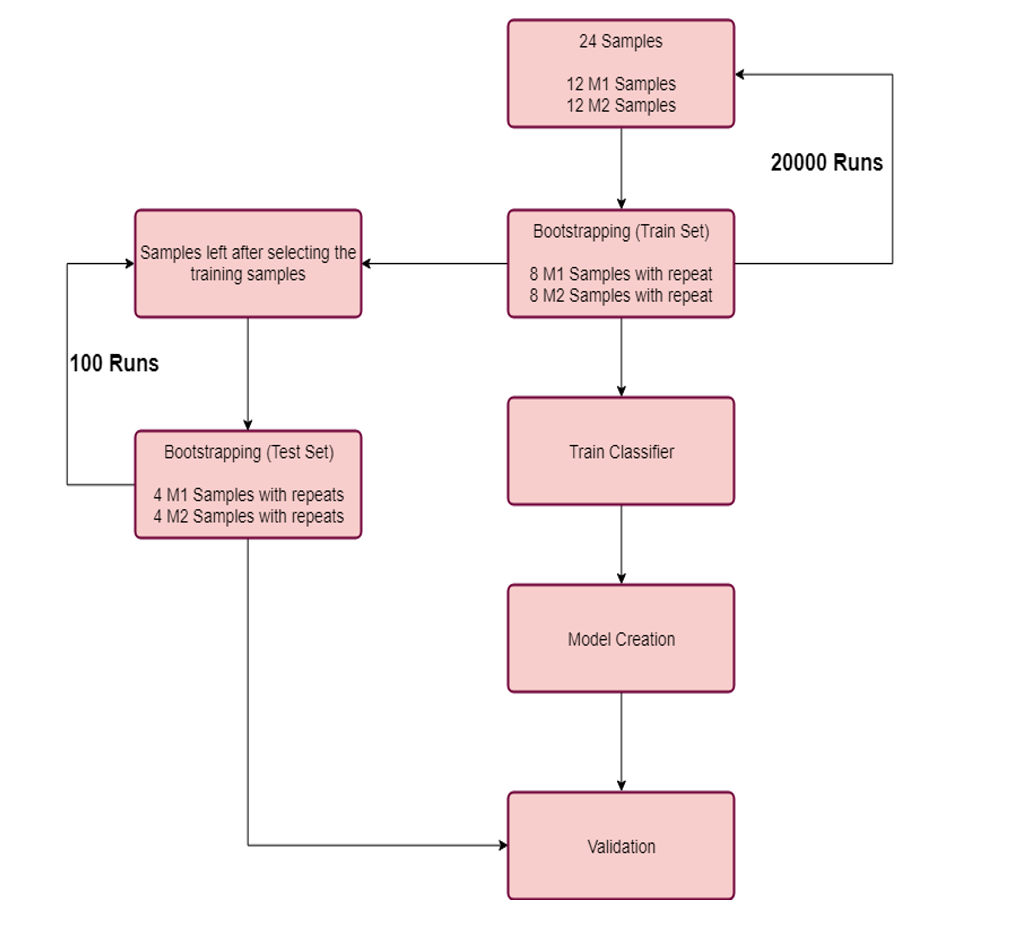 24 Samples
12 M1 Samples
12 M2 Samples
20000 Runs
Bootstrapping (Train Set)
8 M1 Samples with repeat
8 M2 Samples with repeat
Samples left after selecting the
training samples
100 Runs
Bootstrapping (Test Set)
4 M1 Samples with repeats
4 M2 Samples with repeats
Train Classifier
Model Creation
Validation